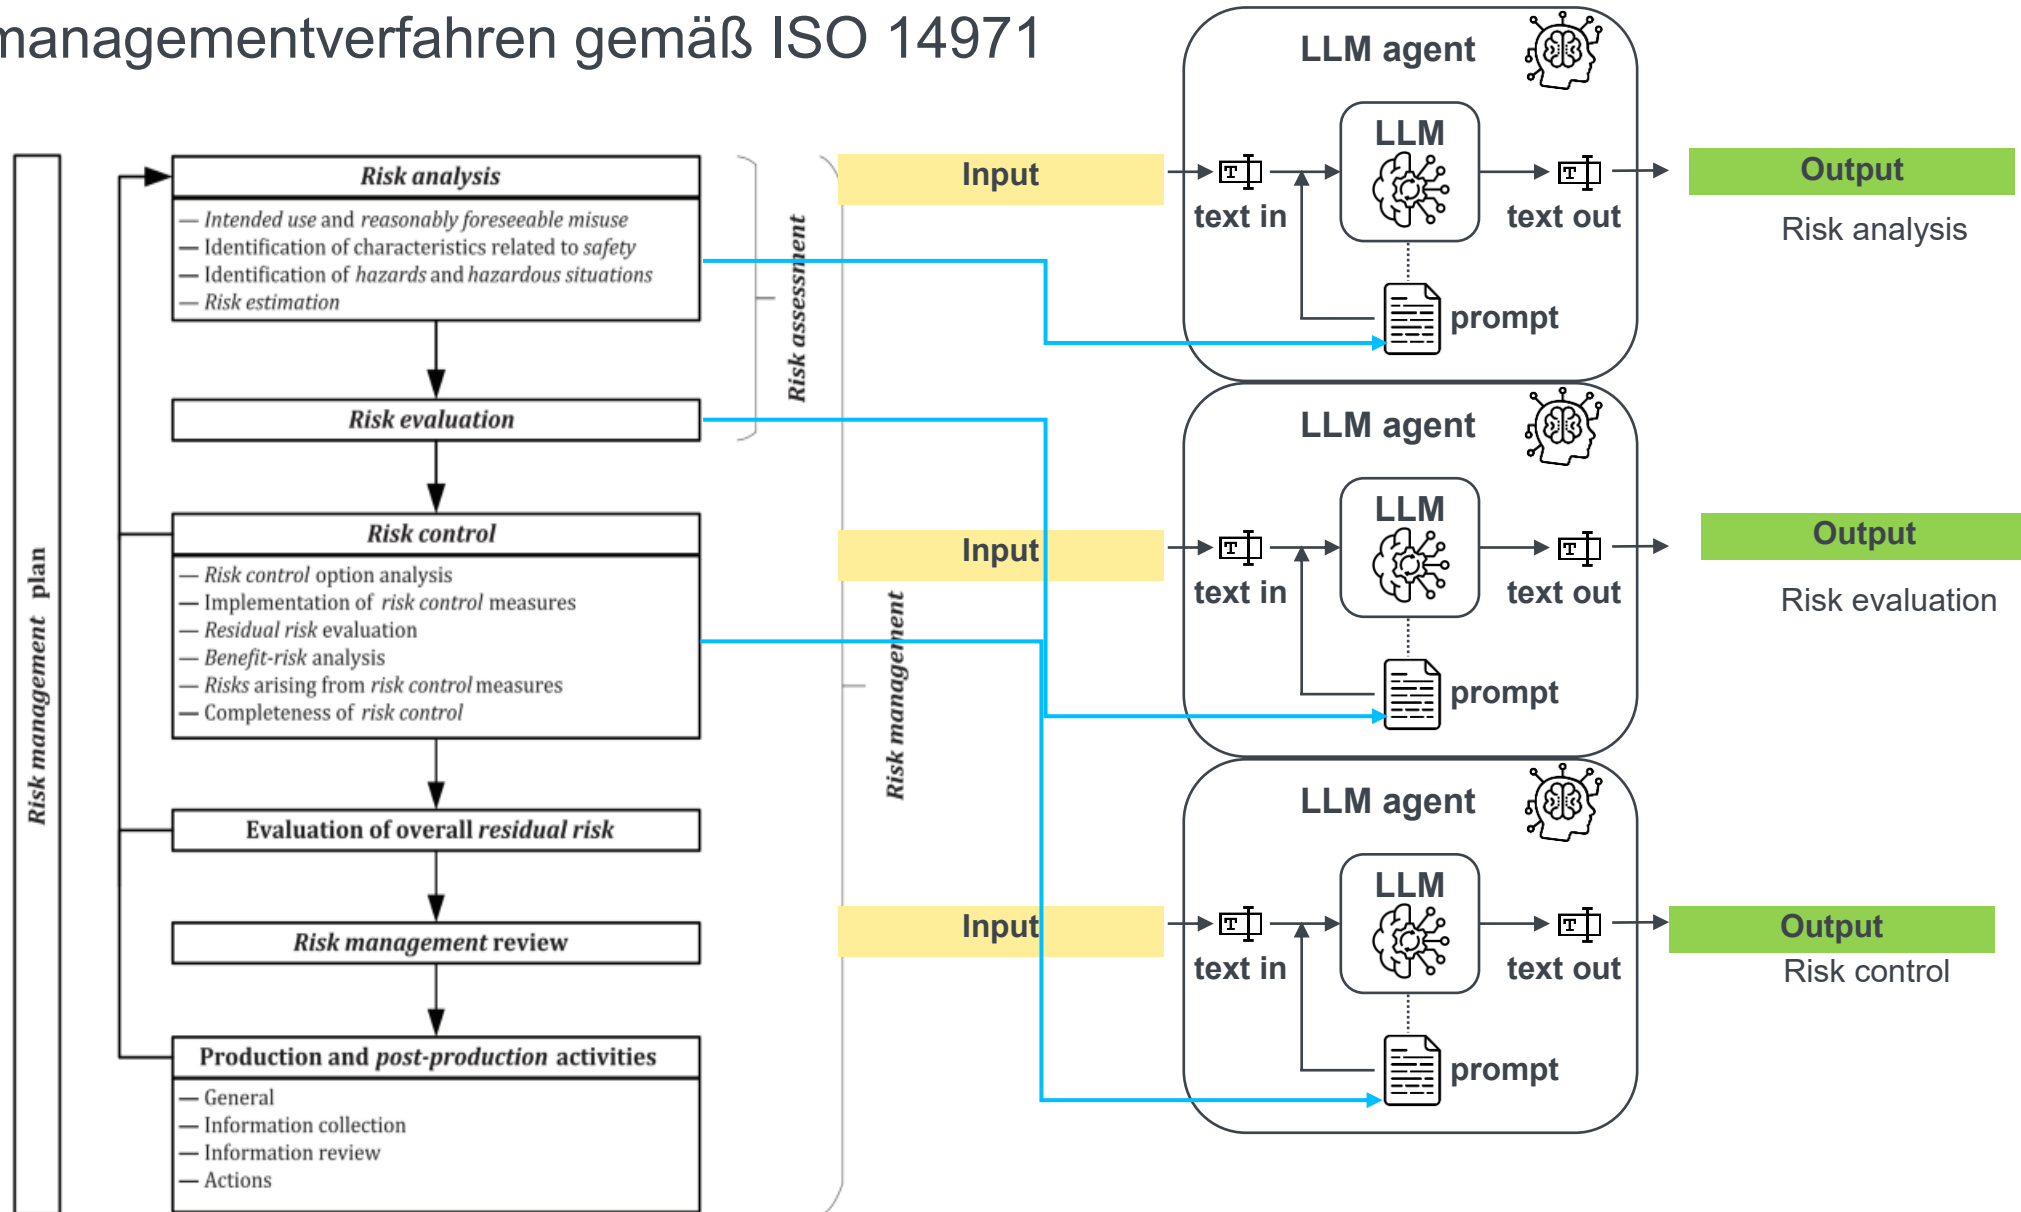 managementverfahren gemäß ISO 14971
Risk management plan
Risk analysis
— Intended use and reasonably foreseeable misuse
— Identification of characteristics related to safety
— Identification of hazards and hazardous situations
— Risk estimation
Risk evaluation
Risk control
— Risk control option analysis
— Implementation of risk control measures
— Residual risk evaluation
— Benefit-risk analysis
— Risks arising from risk control measures
— Completeness of risk control
Evaluation of overall residual risk
Risk management review
Production and post-production activities
— General
— Information collection
— Information review
— Actions
Risk assessment
Risk management
LLM agent
Input
text in
LLM
text out
prompt
Output
Risk analysis
LLM agent
Input
text in
LLM
text out
prompt
Output
Risk evaluation
LLM agent
Input
text in
LLM
text out
prompt
Output
Risk control